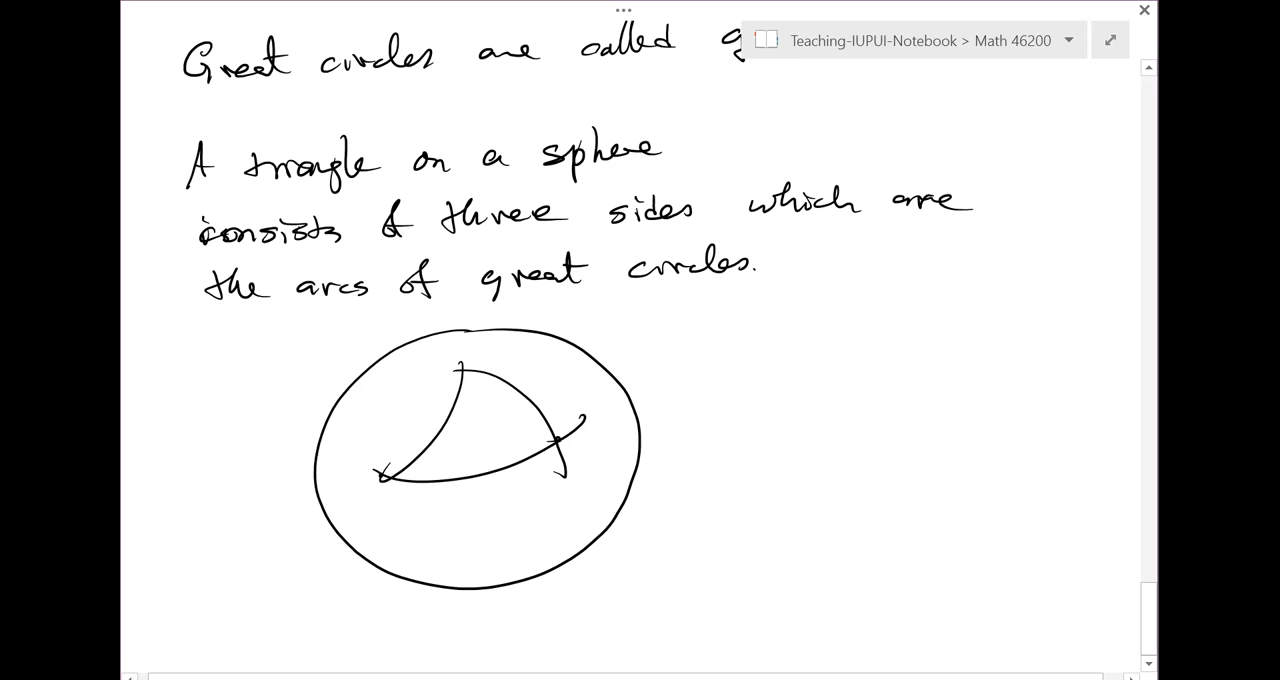 Teaching-IUPUI-Notebook > Math 46200
Great circles are called g
A triangle on a sphere
consists of three sides which are
the arcs of great circles.